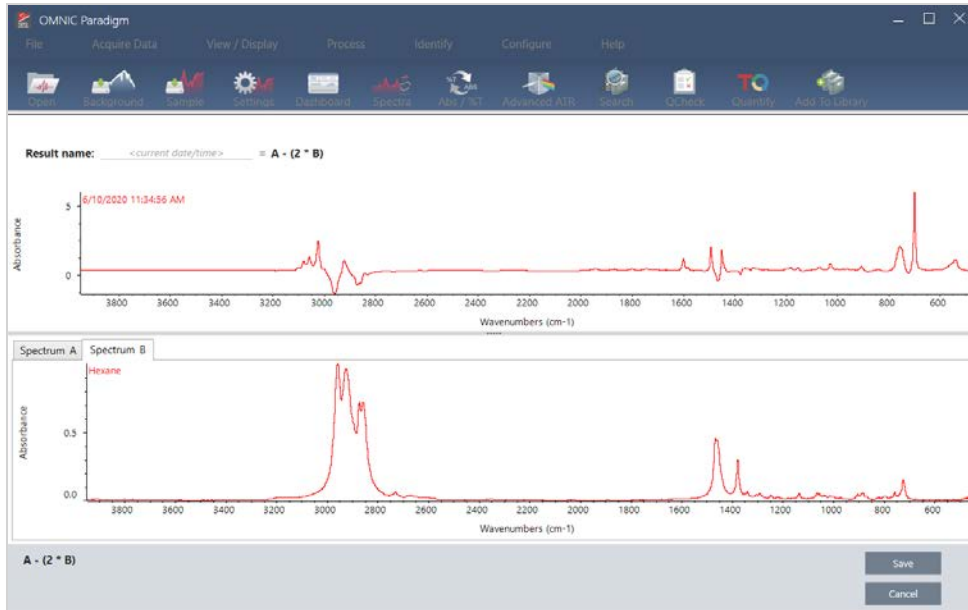 OMNIC Paradigm
File Acquire Data View / Display Process Identify Configure Help
Open Background Sample Settings Dashboard Spectra Abs / %T Advanced ATR Search QCheck Quantify Add To Library
Result name: <current date/time> = A - (2 * B)
6/10/2020 11:34:56 AM
Absorbance
5
0
3800 3600 3400 3200 3000 2800 2600 2400 2200 2000 1800 1600 1400 1200 1000 800 600
Wavenumbers (cm-1)
Spectrum A Spectrum B
Hexane
Absorbance
0.5
0.0
3800 3600 3400 3200 3000 2800 2600 2400 2200 2000 1800 1600 1400 1200 1000 800 600
Wavenumbers (cm-1)
A - (2 * B)
Save
Cancel